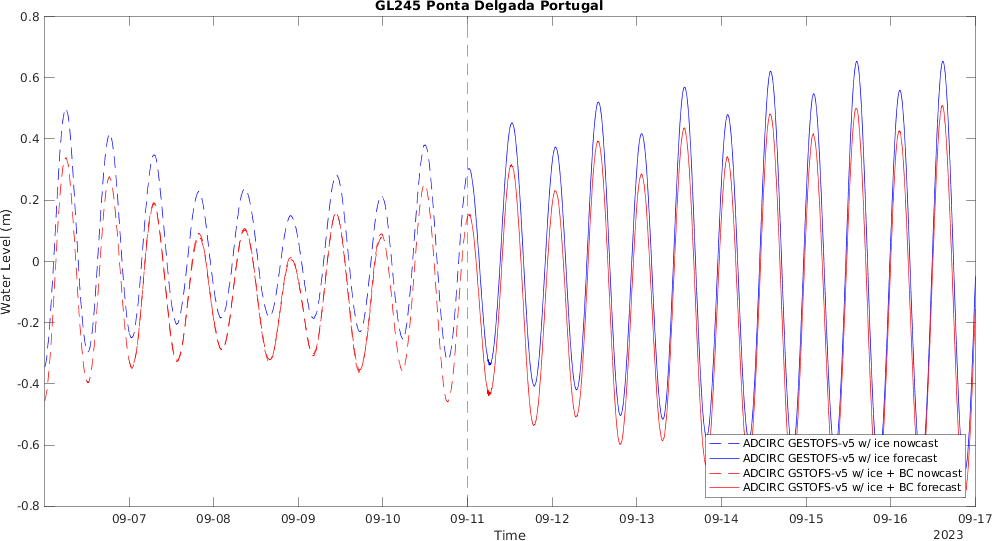 GL245 Ponta Delgada Portugal
0.8
0.6
0.4
0.2
0
-0.2
-0.4
-0.6
-0.8
Water Level (m)
ADCIRC GESTOFS-v5 w/ ice nowcast
ADCIRC GESTOFS-v5 w/ ice forecast
ADCIRC GSTOFS-v5 w/ ice + BC nowcast
ADCIRC GSTOFS-v5 w/ ice + BC forecast
09-07 09-08 09-09 09-10 09-11 09-12 09-13 09-14 09-15 09-16 09-17
Time
2023